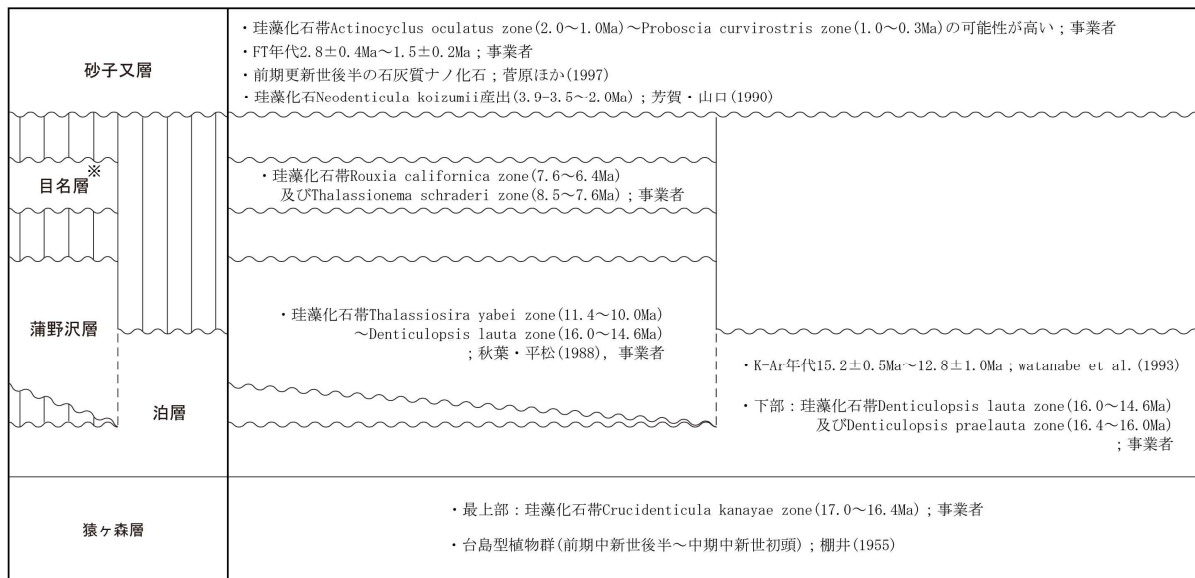 砂子又層
・珪藻化石帯Actinocyclus oculatus zone(2.0～1.0Ma)～Proboscia curvirostris zone(1.0～0.3Ma)の可能性が高い；事業者
・FT年代2.8±0.4Ma～1.5±0.2Ma；事業者
・前期更新世後半の石灰質ナノ化石；菅原ほか(1997)
・珪藻化石Neodenticula koizumii産出(3.9-3.5～2.0Ma)；芳賀・山口(1990)
目名層※
・珪藻化石帯Rouxia californica zone(7.6～6.4Ma)
及びThalassionema schraderi zone(8.5～7.6Ma)；事業者
蒲野沢層
・珪藻化石帯Thalassiosira yabei zone(11.4～10.0Ma)
～Denticulopsis lauta zone(16.0～14.6Ma)
；秋葉・平松(1988)，事業者
泊層
・K-Ar年代15.2±0.5Ma～12.8±1.0Ma；watanabe et al.(1993)
・下部：珪藻化石帯Denticulopsis lauta zone(16.0～14.6Ma)
及びDenticulopsis praelauta zone(16.4～16.0Ma)
；事業者
猿ヶ森層
・最上部：珪藻化石帯Crucidenticula kanayae zone(17.0～16.4Ma)；事業者
・台島型植物群(前期中新世後半～中期中新世初頭)；棚井(1955)